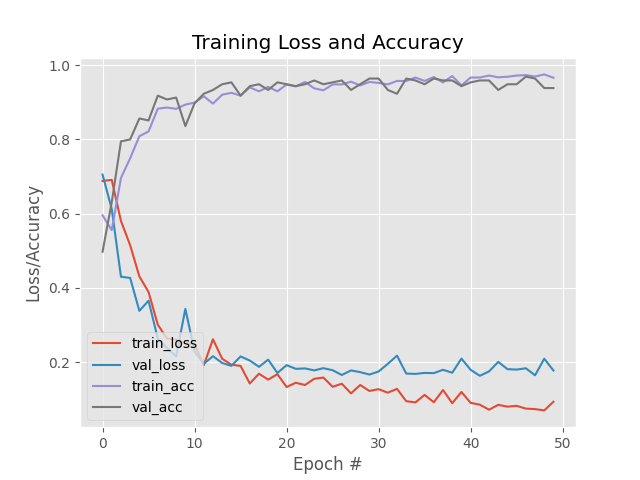 Training Loss and Accuracy
1.0
0.8
0.6
0.4
0.2
Loss/Accuracy
train_loss
val_loss
train_acc
val_acc
0 10 20 30 40 50
Epoch #